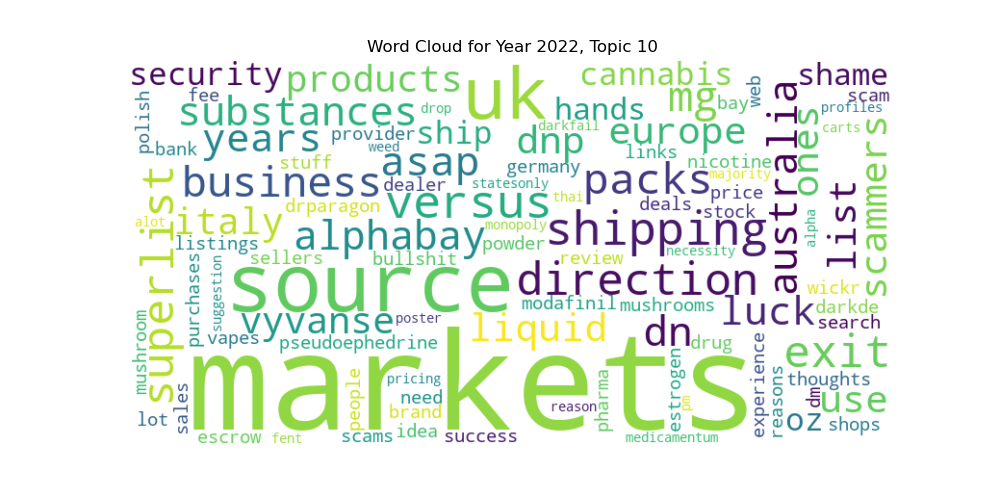 Word Cloud for Year 2022, Topic 10
security
products
uk
cannabis
shame
polish
fee
substances
drop
hands
mg
bay
web
profiles
scam
years
provider
weed
ship
dnp
darkfail
europe
links
carts
bank
stuff
asap
germany
nicotine
australia
ones
scammers
superlist
business
dealer
statesonly
packs
majority
price
deals
stock
list
alot
italy
drparagon
versus
thai
monopoly
shipping
alpha
listings
alphabay
powder
necessity
sellers
bullshit
review
purchases
suggestion
source
direction
wickr
modafinil
mushrooms
luck
darkde
search
mushroom
vyvanse
poster
liquid
dn
vapes
pseudoephedrine
drug
exit
markets
people
pricing
need
brand
reason
pharma
estrogen
pm
experience
reasons
thoughts
dm
use
lot
sales
oz
shops
escrow
fent
scams
idea
success
medicamentum